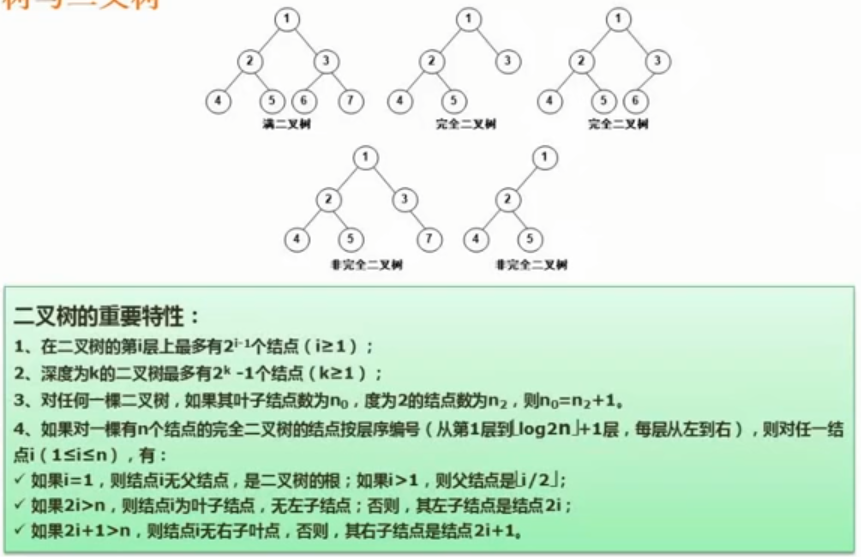 树与二叉树
1
2 3
4 5 6 7
满二叉树
1
2 3
4 5
完全二叉树
1
2 3
4 5 6
完全二叉树
1
2 3
4 5 7
非完全二叉树
1
2
4 5
非完全二叉树
二叉树的重要特性：
1、在二叉树的第i层上最多有2ⁱ⁻¹个结点（i≥1）；
2、深度为k的二叉树最多有2ᵏ -1个结点（k≥1）；
3、对任何一棵二叉树，如果其叶子结点数为n₀，度为2的结点数为n₂，则n₀=n₂+1。
4、如果对一棵有n个结点的完全二叉树的结点按层序编号（从第1层到⌊log2n⌋+1层，每层从左到右），则对任一结
点i（1≤i≤n），有：
✓ 如果i=1，则结点i无父结点，是二叉树的根；如果i>1，则父结点是⌊i/2⌋；
✓ 如果2i>n，则结点i为叶子结点，无左子结点；否则，其左子结点是结点2i；
✓ 如果2i+1>n，则结点i无右子叶点，否则，其右子结点是结点2i+1。